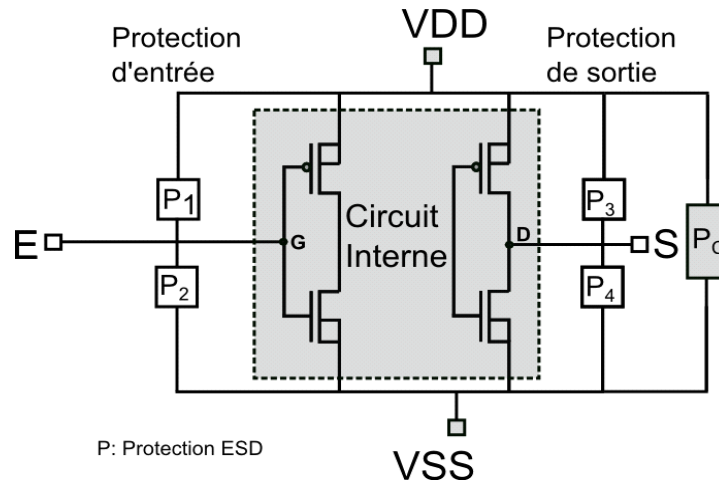 VDD
Protection
d'entrée
Protection
de sortie
P1
P3
Circuit
Interne
E
G
D
S
P2
P4
VSS
P: Protection ESD